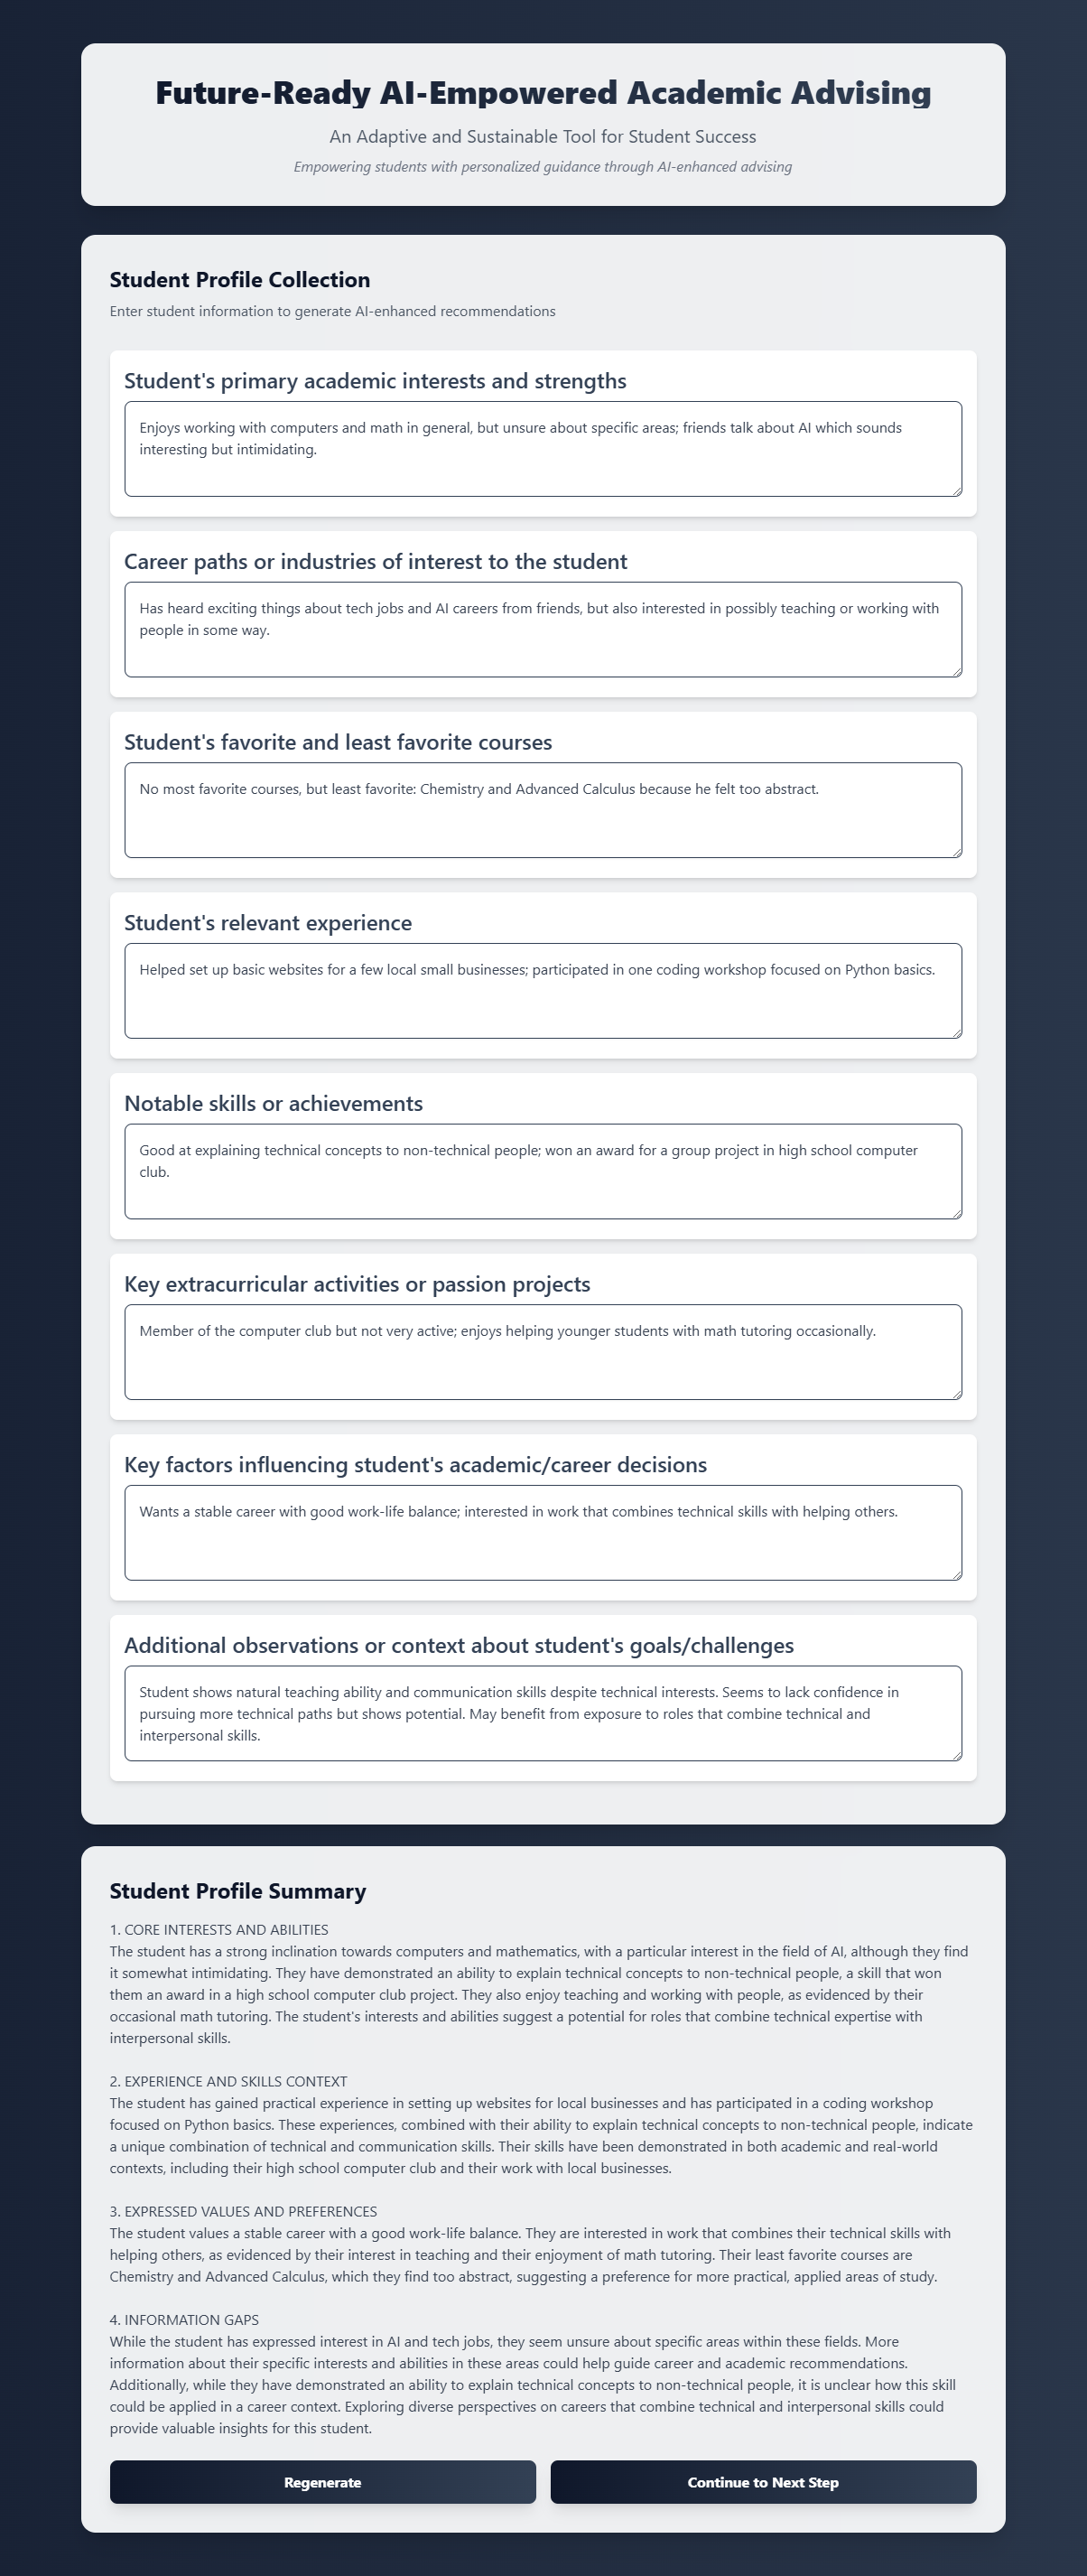 Future-Ready AI-Empowered Academic Advising
An Adaptive and Sustainable Tool for Student Success
Empowering students with personalized guidance through AI-enhanced advising
Student Profile Collection
Enter student information to generate AI-enhanced recommendations
Student's primary academic interests and strengths
Enjoys working with computers and math in general, but unsure about specific areas; friends talk about AI which sounds
interesting but intimidating.
Career paths or industries of interest to the student
Has heard exciting things about tech jobs and AI careers from friends, but also interested in possibly teaching or working with
people in some way.
Student's favorite and least favorite courses
No most favorite courses, but least favorite: Chemistry and Advanced Calculus because he felt too abstract.
Student's relevant experience
Helped set up basic websites for a few local small businesses; participated in one coding workshop focused on Python basics.
Notable skills or achievements
Good at explaining technical concepts to non-technical people; won an award for a group project in high school computer
club.
Key extracurricular activities or passion projects
Member of the computer club but not very active; enjoys helping younger students with math tutoring occasionally.
Key factors influencing student's academic/career decisions
Wants a stable career with good work-life balance; interested in work that combines technical skills with helping others.
Additional observations or context about student's goals/challenges
Student shows natural teaching ability and communication skills despite technical interests. Seems to lack confidence in
pursuing more technical paths but shows potential. May benefit from exposure to roles that combine technical and
interpersonal skills.
Student Profile Summary
1. CORE INTERESTS AND ABILITIES
The student has a strong inclination towards computers and mathematics, with a particular interest in the field of AI, although they find
it somewhat intimidating. They have demonstrated an ability to explain technical concepts to non-technical people, a skill that won
them an award in a high school computer club project. They also enjoy teaching and working with people, as evidenced by their
occasional math tutoring. The student's interests and abilities suggest a potential for roles that combine technical expertise with
interpersonal skills.
2. EXPERIENCE AND SKILLS CONTEXT
The student has gained practical experience in setting up websites for local businesses and has participated in a coding workshop
focused on Python basics. These experiences, combined with their ability to explain technical concepts to non-technical people, indicate
a unique combination of technical and communication skills. Their skills have been demonstrated in both academic and real-world
contexts, including their high school computer club and their work with local businesses.
3. EXPRESSED VALUES AND PREFERENCES
The student values a stable career with a good work-life balance. They are interested in work that combines their technical skills with
helping others, as evidenced by their interest in teaching and their enjoyment of math tutoring. Their least favorite courses are
Chemistry and Advanced Calculus, which they find too abstract, suggesting a preference for more practical, applied areas of study.
4. INFORMATION GAPS
While the student has expressed interest in AI and tech jobs, they seem unsure about specific areas within these fields. More
information about their specific interests and abilities in these areas could help guide career and academic recommendations.
Additionally, while they have demonstrated an ability to explain technical concepts to non-technical people, it is unclear how this skill
could be applied in a career context. Exploring diverse perspectives on careers that combine technical and interpersonal skills could
provide valuable insights for this student.
Regenerate
Continue to Next Step